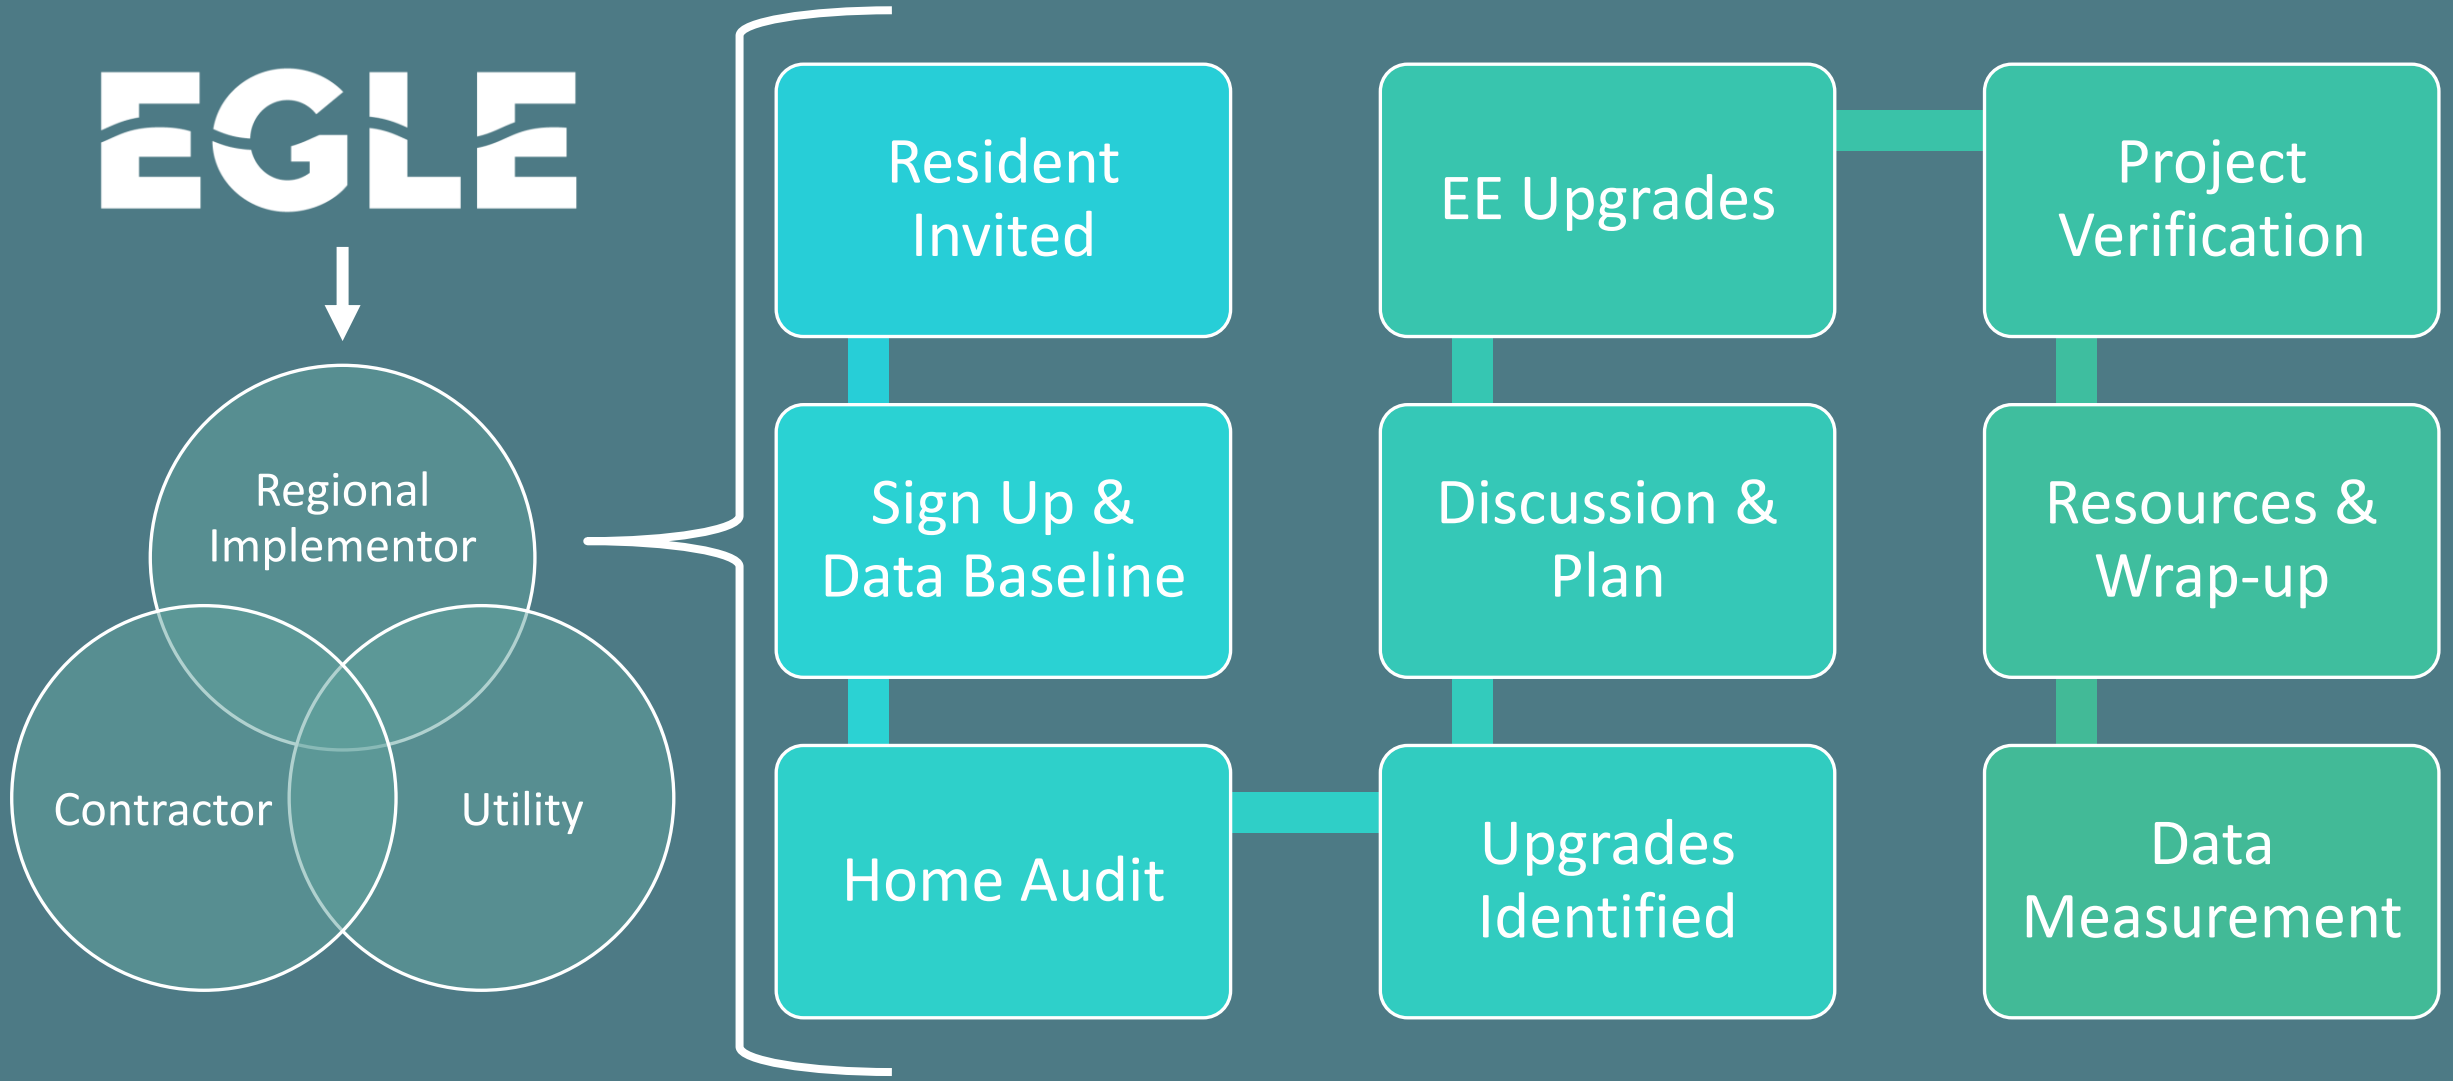 EGLE
Regional
Implementor
Contractor
Utility
Resident
Invited
Sign Up &
Data Baseline
Home Audit
Upgrades
Identified
Discussion &
Plan
EE Upgrades
Project
Verification
Resources &
Wrap-up
Data
Measurement